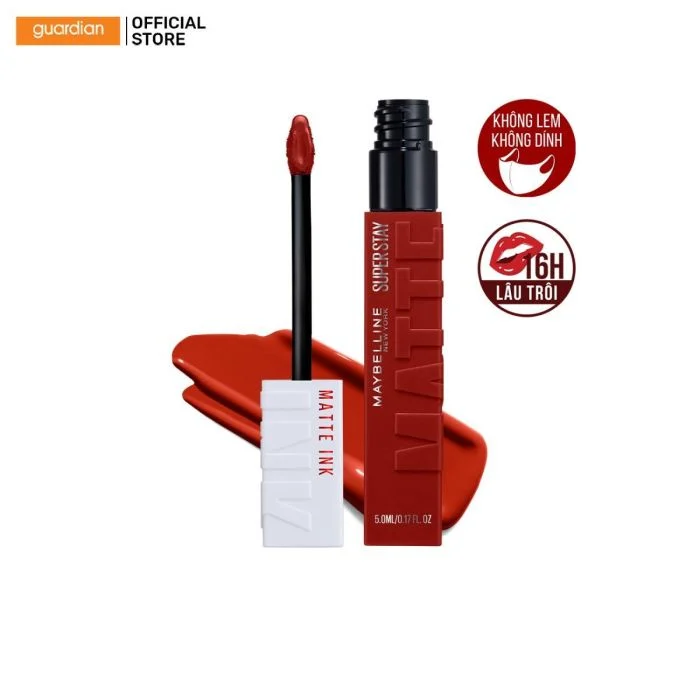 guardian
OFFICIAL
STORE
KHÔNG LEM
KHÔNG DÍNH
16H
LÂU TRÔI
SUPERSTAY
MAYBELLINE
NEW YORK
MATTE
5.0ML/0.17 FL. OZ
MATTE INK
INK